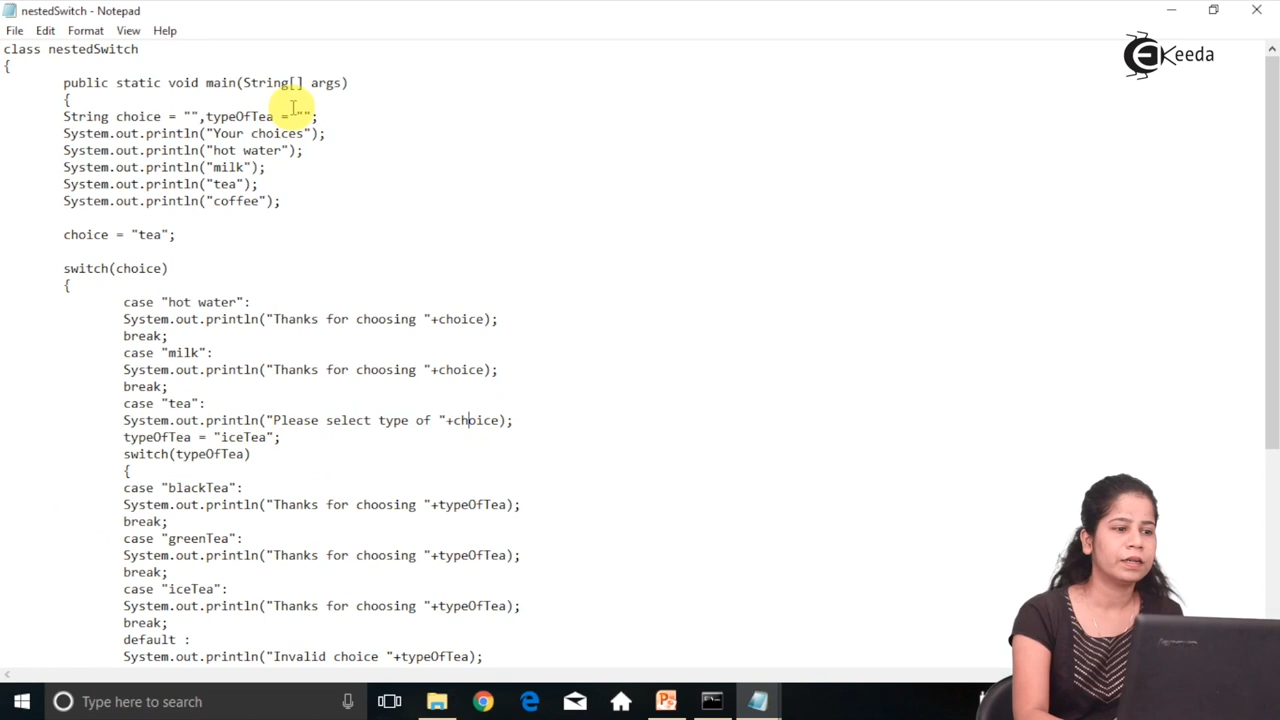 nestedSwitch - Notepad
File Edit Format View Help
class nestedSwitch
{
public static void main(String[] args)
{
String choice = "",typeOfTea = "";
System.out.println("Your choices");
System.out.println("hot water");
System.out.println("milk");
System.out.println("tea");
System.out.println("coffee");
choice = "tea";
switch(choice)
{
case "hot water":
System.out.println("Thanks for choosing "+choice);
break;
case "milk":
System.out.println("Thanks for choosing "+choice);
break;
case "tea":
System.out.println("Please select type of "+choice);
typeOfTea = "iceTea";
switch(typeOfTea)
{
case "blackTea":
System.out.println("Thanks for choosing "+typeOfTea);
break;
case "greenTea":
System.out.println("Thanks for choosing "+typeOfTea);
break;
case "iceTea":
System.out.println("Thanks for choosing "+typeOfTea);
break;
default :
System.out.println("Invalid choice "+typeOfTea);
Ekeeda
Type here to search